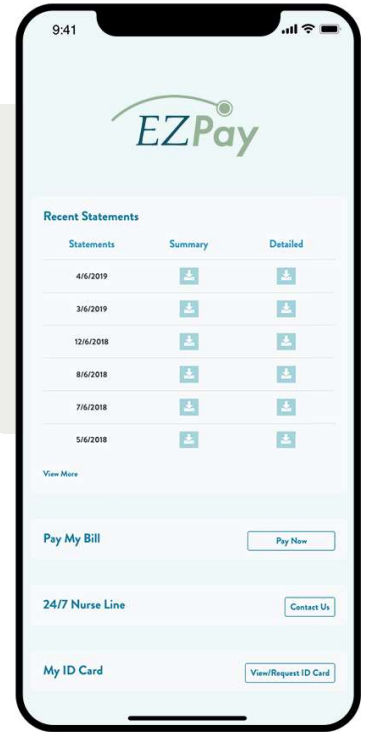 9:41
EZPay
Recent Statements
Statements Summary Detailed
4/6/2019
3/6/2019
12/6/2018
8/6/2018
7/6/2018
5/6/2018
View More
Pay My Bill Pay Now
24/7 Nurse Line Contact Us
My ID Card View/Request ID Card